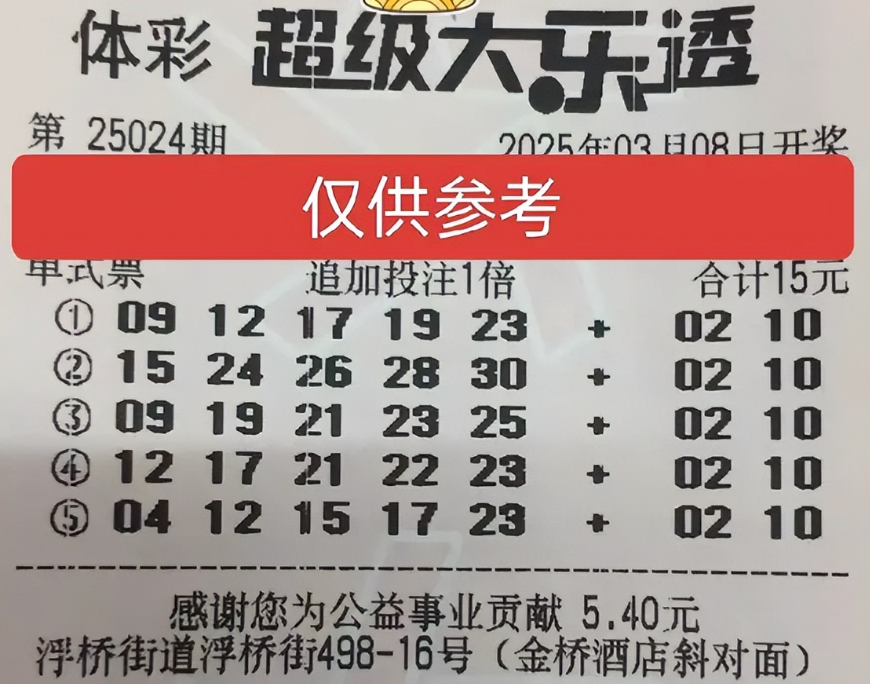 体彩 超级大乐透
第 25024期 2025年03月08日开奖
仅供参考
单式票 追加投注1倍 合计15元
① 09 12 17 19 23 + 02 10
② 15 24 26 28 30 + 02 10
③ 09 19 21 23 25 + 02 10
④ 12 17 21 22 23 + 02 10
⑤ 04 12 15 17 23 + 02 10
感谢您为公益事业贡献 5.40元
浮桥街道浮桥街498-16号（金桥酒店斜对面）